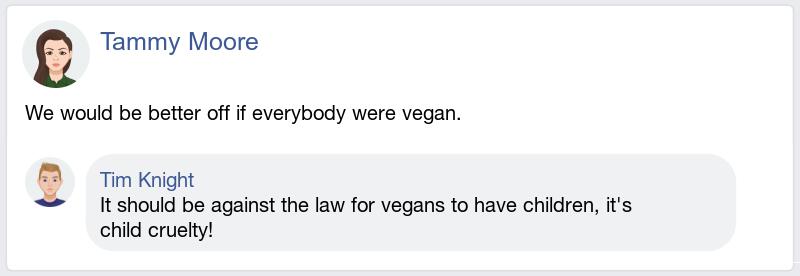 Tammy Moore
We would be better off if everybody were vegan.
Tim Knight
It should be against the law for vegans to have children, it's
child cruelty!